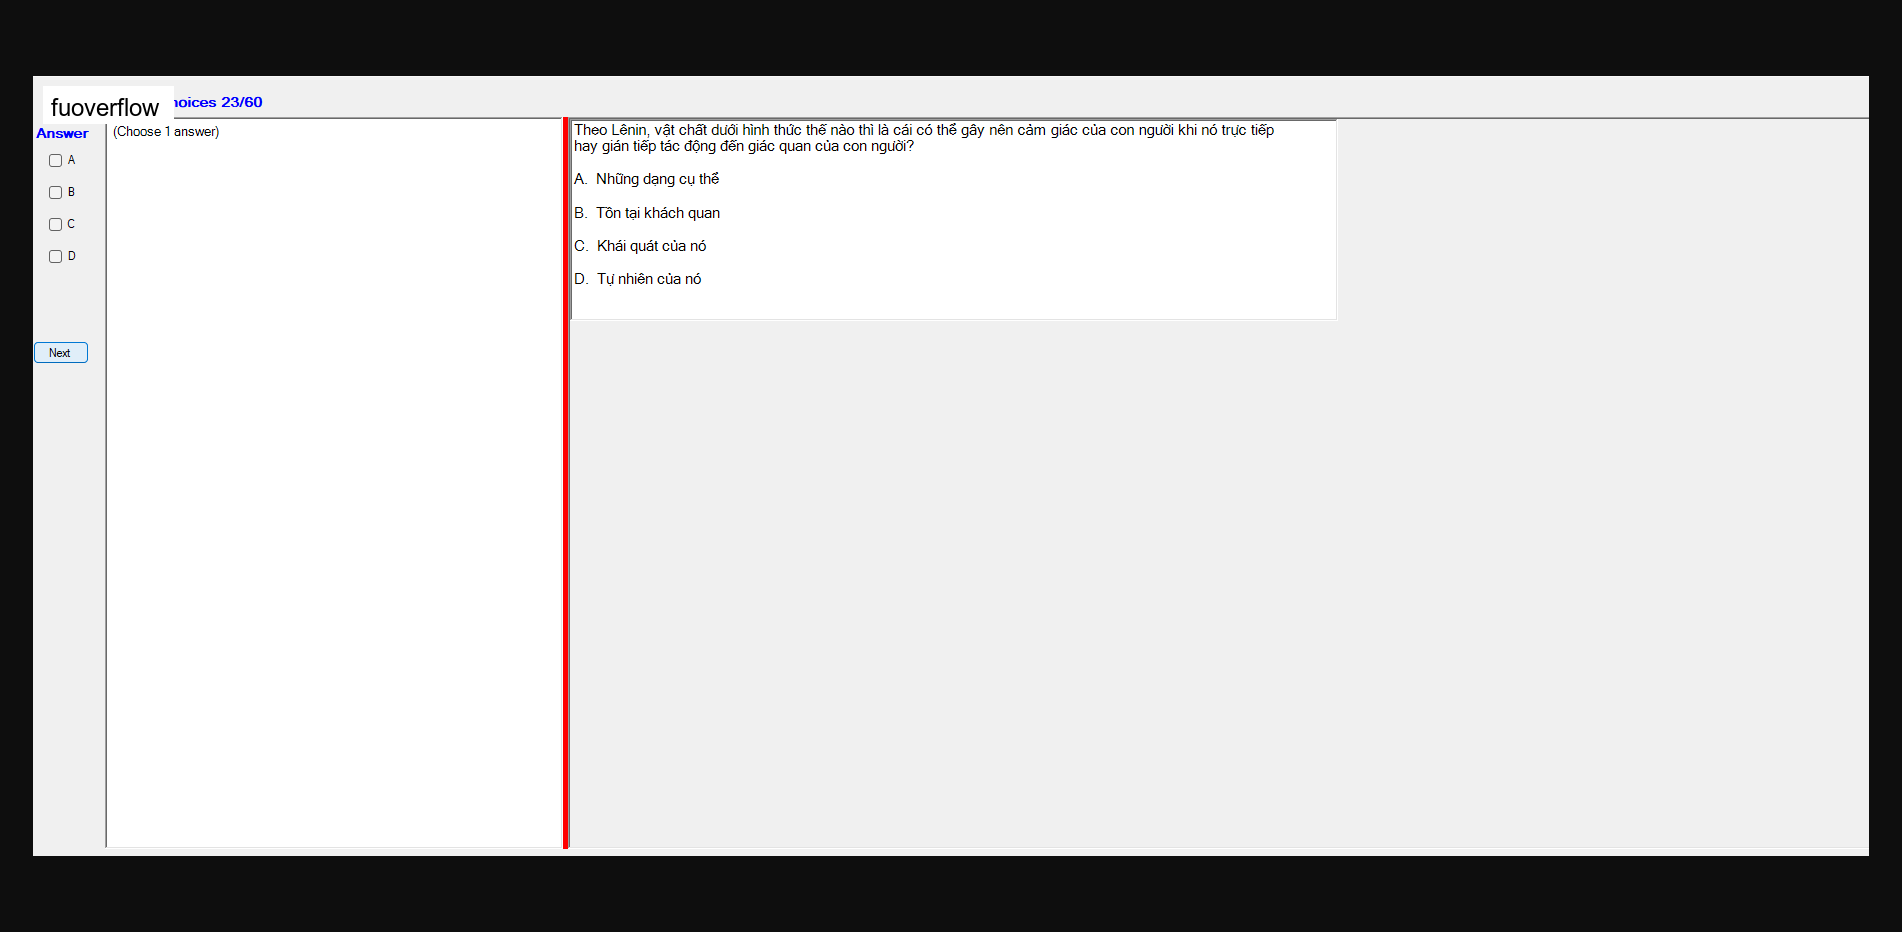 fuoverflow
hoices 23/60
Answer
(Choose 1 answer)
A
B
C
D
Next
Theo Lênin, vật chất dưới hình thức thế nào thì là cái có thể gây nên cảm giác của con người khi nó trực tiếp
hay gián tiếp tác động đến giác quan của con người?
A. Những dạng cụ thể
B. Tồn tại khách quan
C. Khái quát của nó
D. Tự nhiên của nó